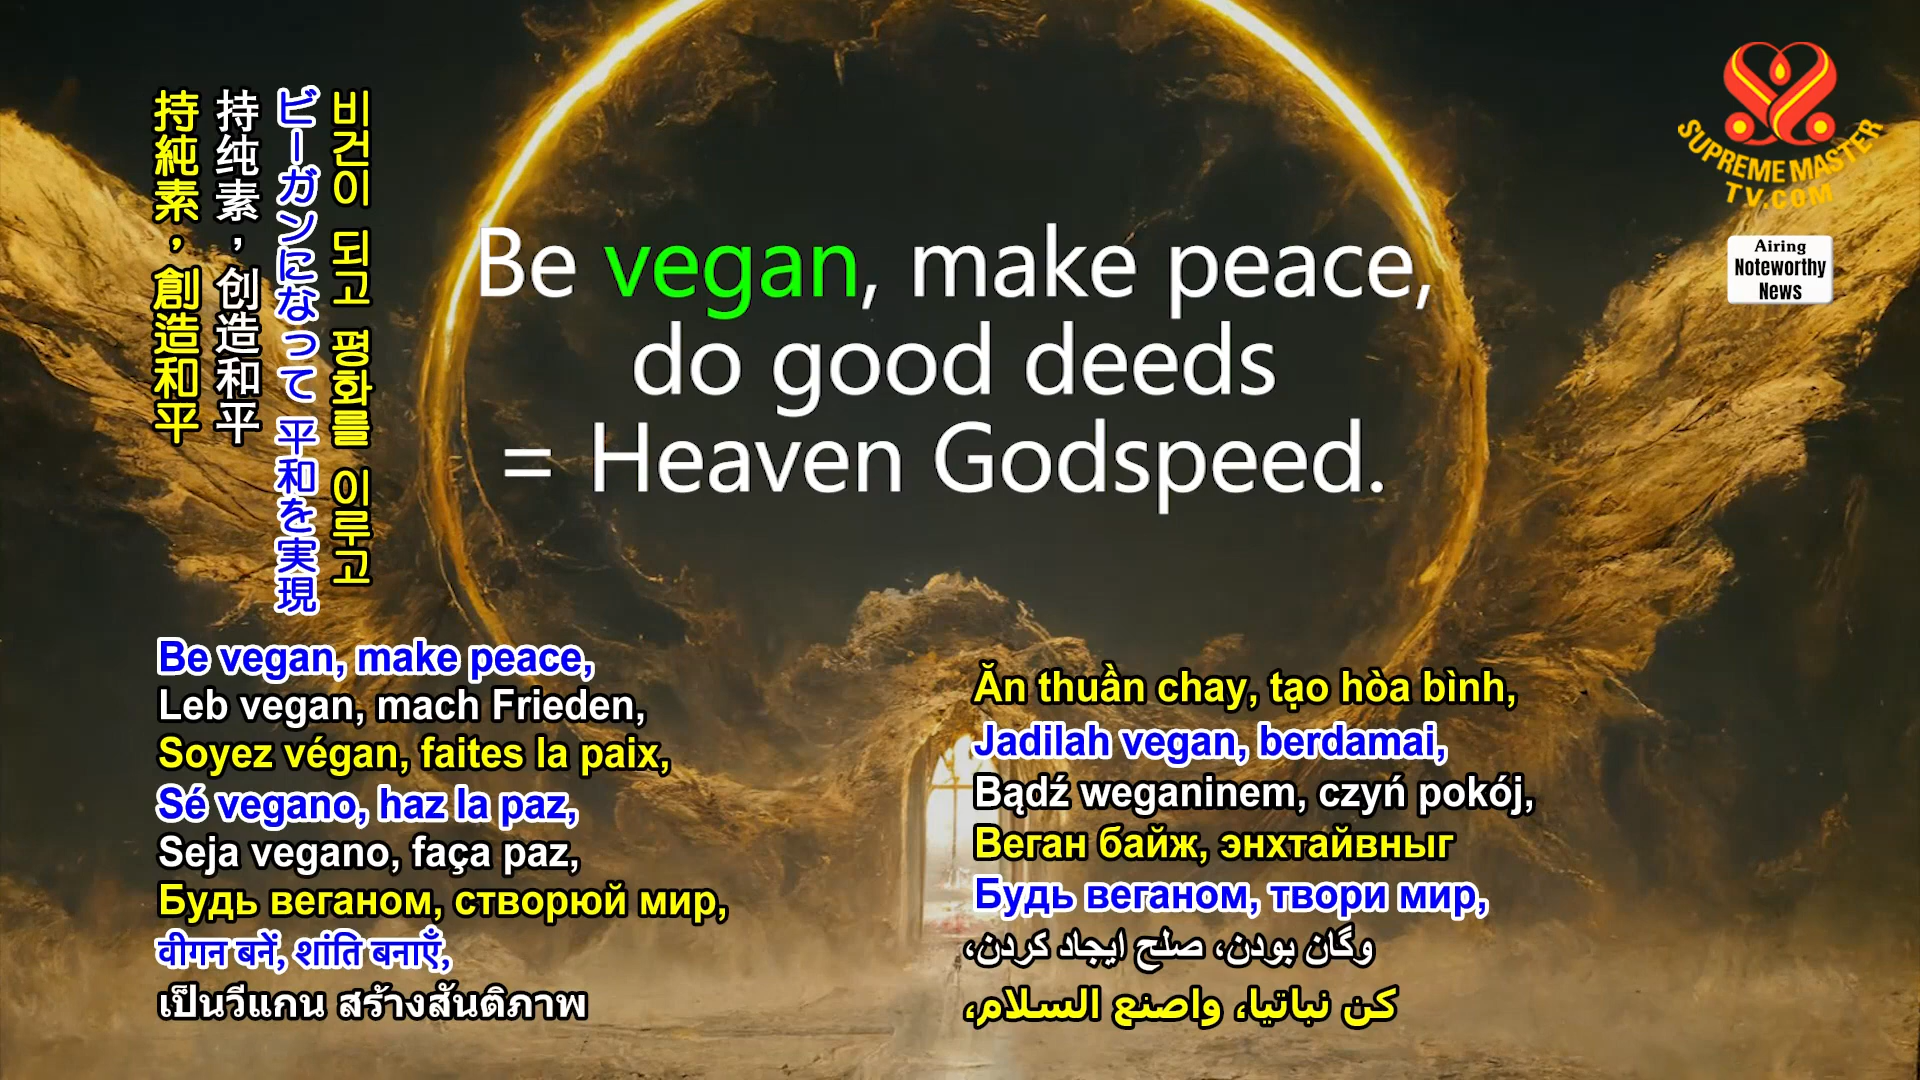 Be vegan, make peace,
do good deeds
= Heaven Godspeed.
SUPREME MASTER
TV.COM
Airing
Noteworthy
News
비건이 되고 평화를 이루고
ビーガンになって 平和を実現
持纯素，创造和平
持純素，創造和平
Be vegan, make peace,
Leb vegan, mach Frieden,
Soyez végan, faites la paix,
Sé vegano, haz la paz,
Seja vegano, faça paz,
Будь веганом, створюй мир,
वीगन बनें, शांति बनाएँ,
เป็นวีแกน สร้างสันติภาพ
Ăn thuần chay, tạo hòa bình,
Jadilah vegan, berdamai,
Bądź weganinem, czyń pokój,
Веган байж, энхтайвныг
Будь веганом, твори мир,
وگان بودن، صلح ایجاد کردن،
كن نباتيا، واصنع السلام،